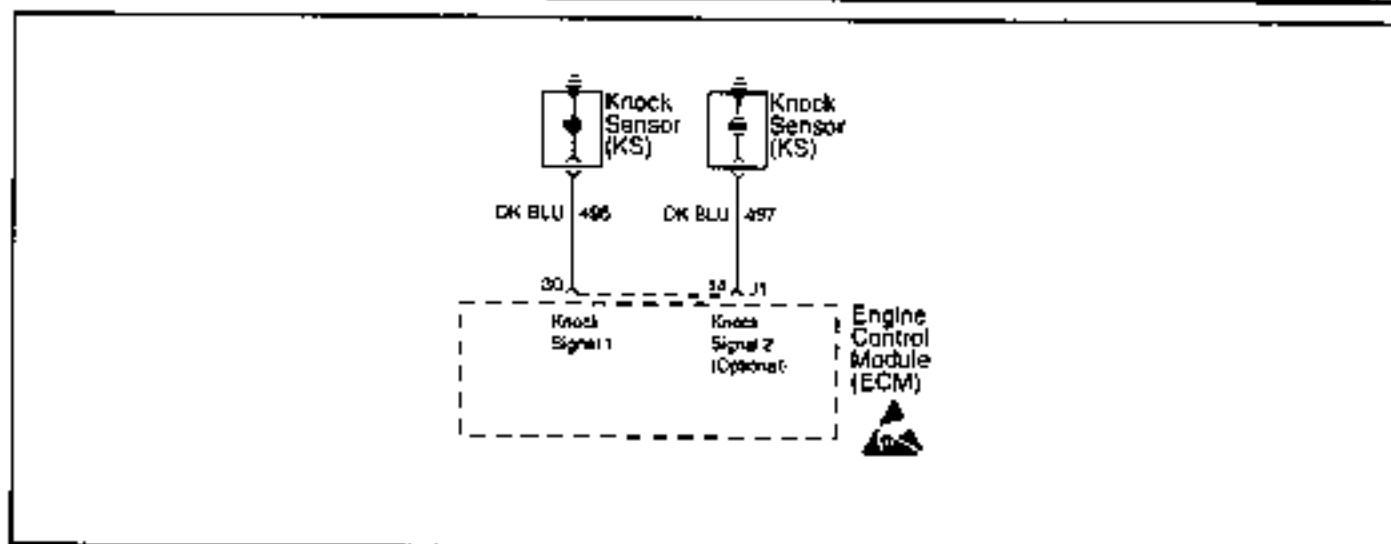 Knock
Sensor
(KS)
Knock
Sensor
(KS)
DK BLU
DK BLU
497
30
J1
Knock
Signal 1
Knock
Signal 2
(Optional)
Engine
Control
Module
(ECM)